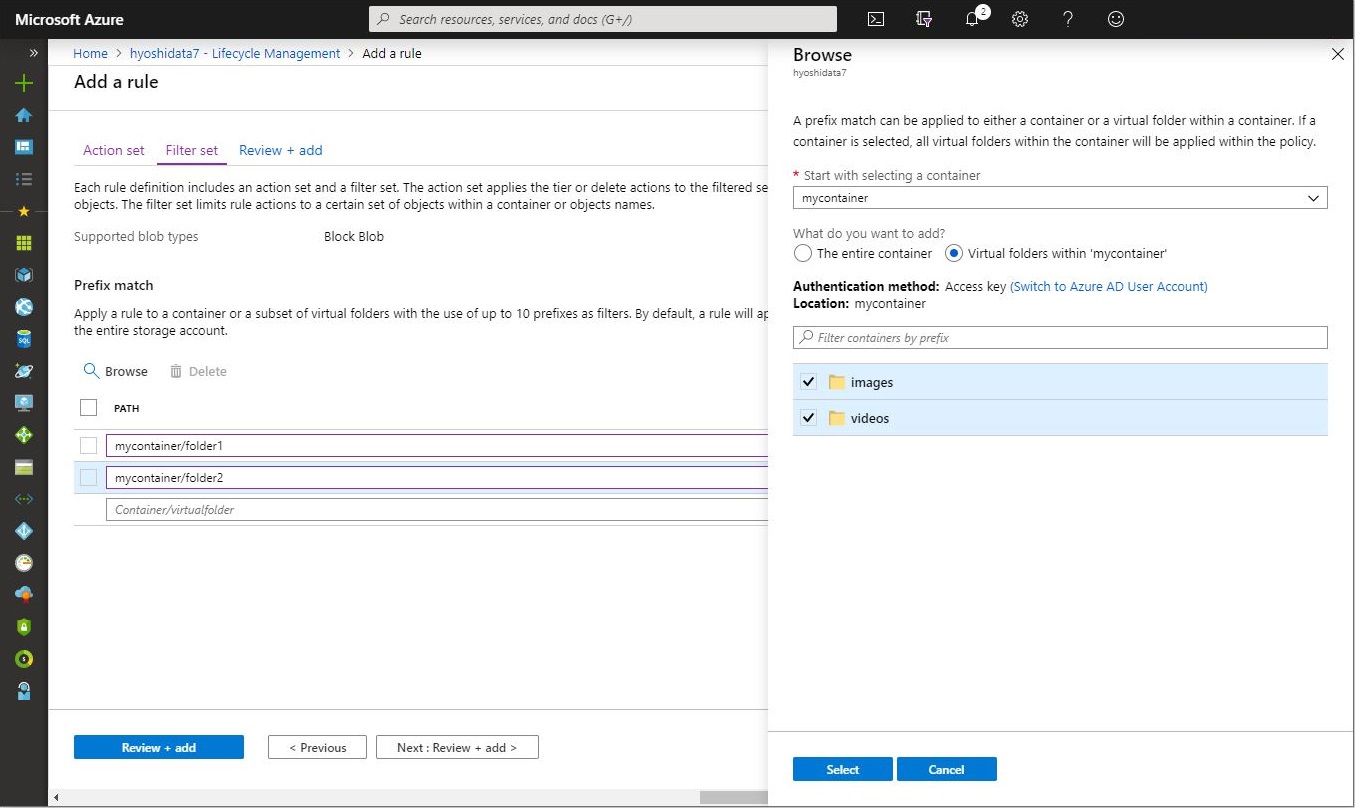 Microsoft Azure
Search resources, services, and docs (G+/)
2
Home > hyoshidata7 - Lifecycle Management > Add a rule
Add a rule
Action set Filter set Review + add
Each rule definition includes an action set and a filter set. The action set applies the tier or delete actions to the filtered se
objects. The filter set limits rule actions to a certain set of objects within a container or objects names.
Supported blob types Block Blob
Prefix match
Apply a rule to a container or a subset of virtual folders with the use of up to 10 prefixes as filters. By default, a rule will ap
the entire storage account.
Browse Delete
PATH
mycontainer/folder1
mycontainer/folder2
Container/virtualfolder
Review + add < Previous Next : Review + add >
Browse
hyoshidata7
A prefix match can be applied to either a container or a virtual folder within a container. If a
container is selected, all virtual folders within the container will be applied within the policy.
* Start with selecting a container
mycontainer
What do you want to add?
The entire container Virtual folders within 'mycontainer'
Authentication method: Access key (Switch to Azure AD User Account)
Location: mycontainer
Filter containers by prefix
images
videos
Select Cancel